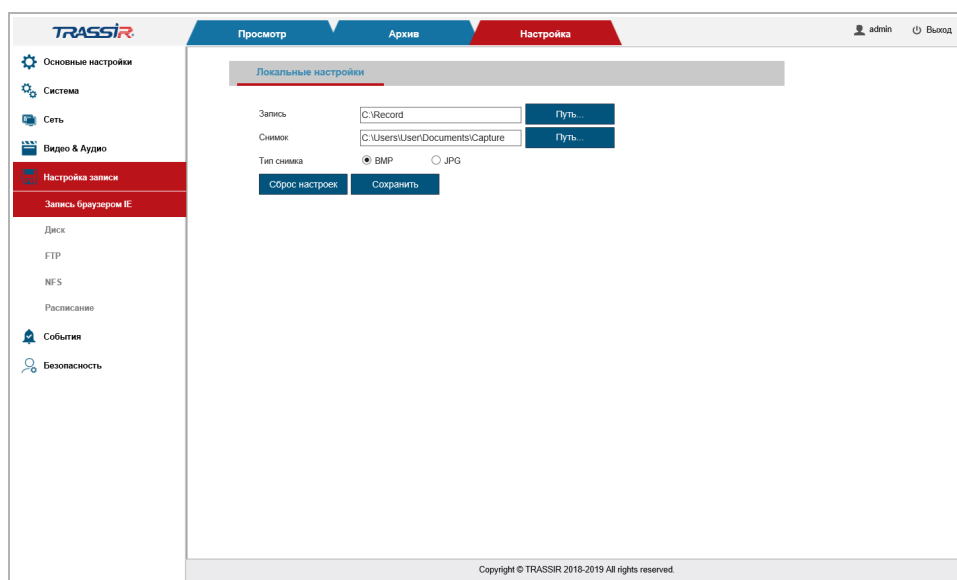 TRASSIR
Просмотр
Архив
Настройка
admin
Выход
Основные настройки
Система
Сеть
Видео & Аудио
Настройка записи
Запись браузером IE
Диск
FTP
NFS
Расписание
События
Безопасность
Локальные настройки
Запись
C:\Record
Путь...
Снимок
C:\Users\User\Documents\Capture
Путь...
Тип снимка
BMP
JPG
Сброс настроек
Сохранить
Copyright © TRASSIR 2018-2019 All rights reserved.